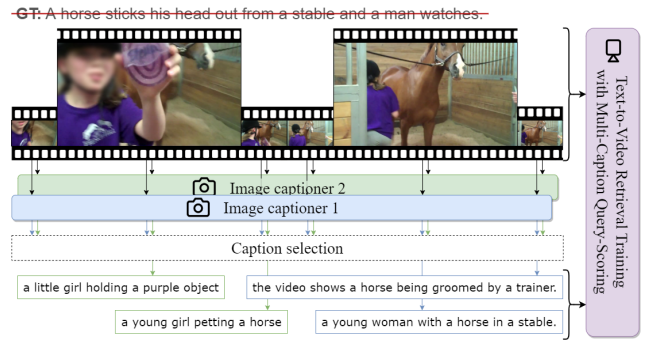 GT: A horse sticks his head out from a stable and a man watches.
Image captioner 2
Image captioner 1
Caption selection
a little girl holding a purple object
the video shows a horse being groomed by a trainer.
a young girl petting a horse
a young woman with a horse in a stable.
Text-to-Video Retrieval Training
with Multi-Caption Query-Scoring